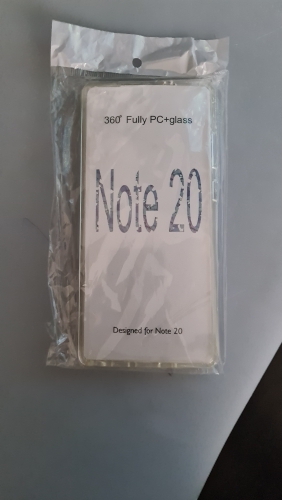 360° Fully PC+glass
Note 20
Designed for Note 20